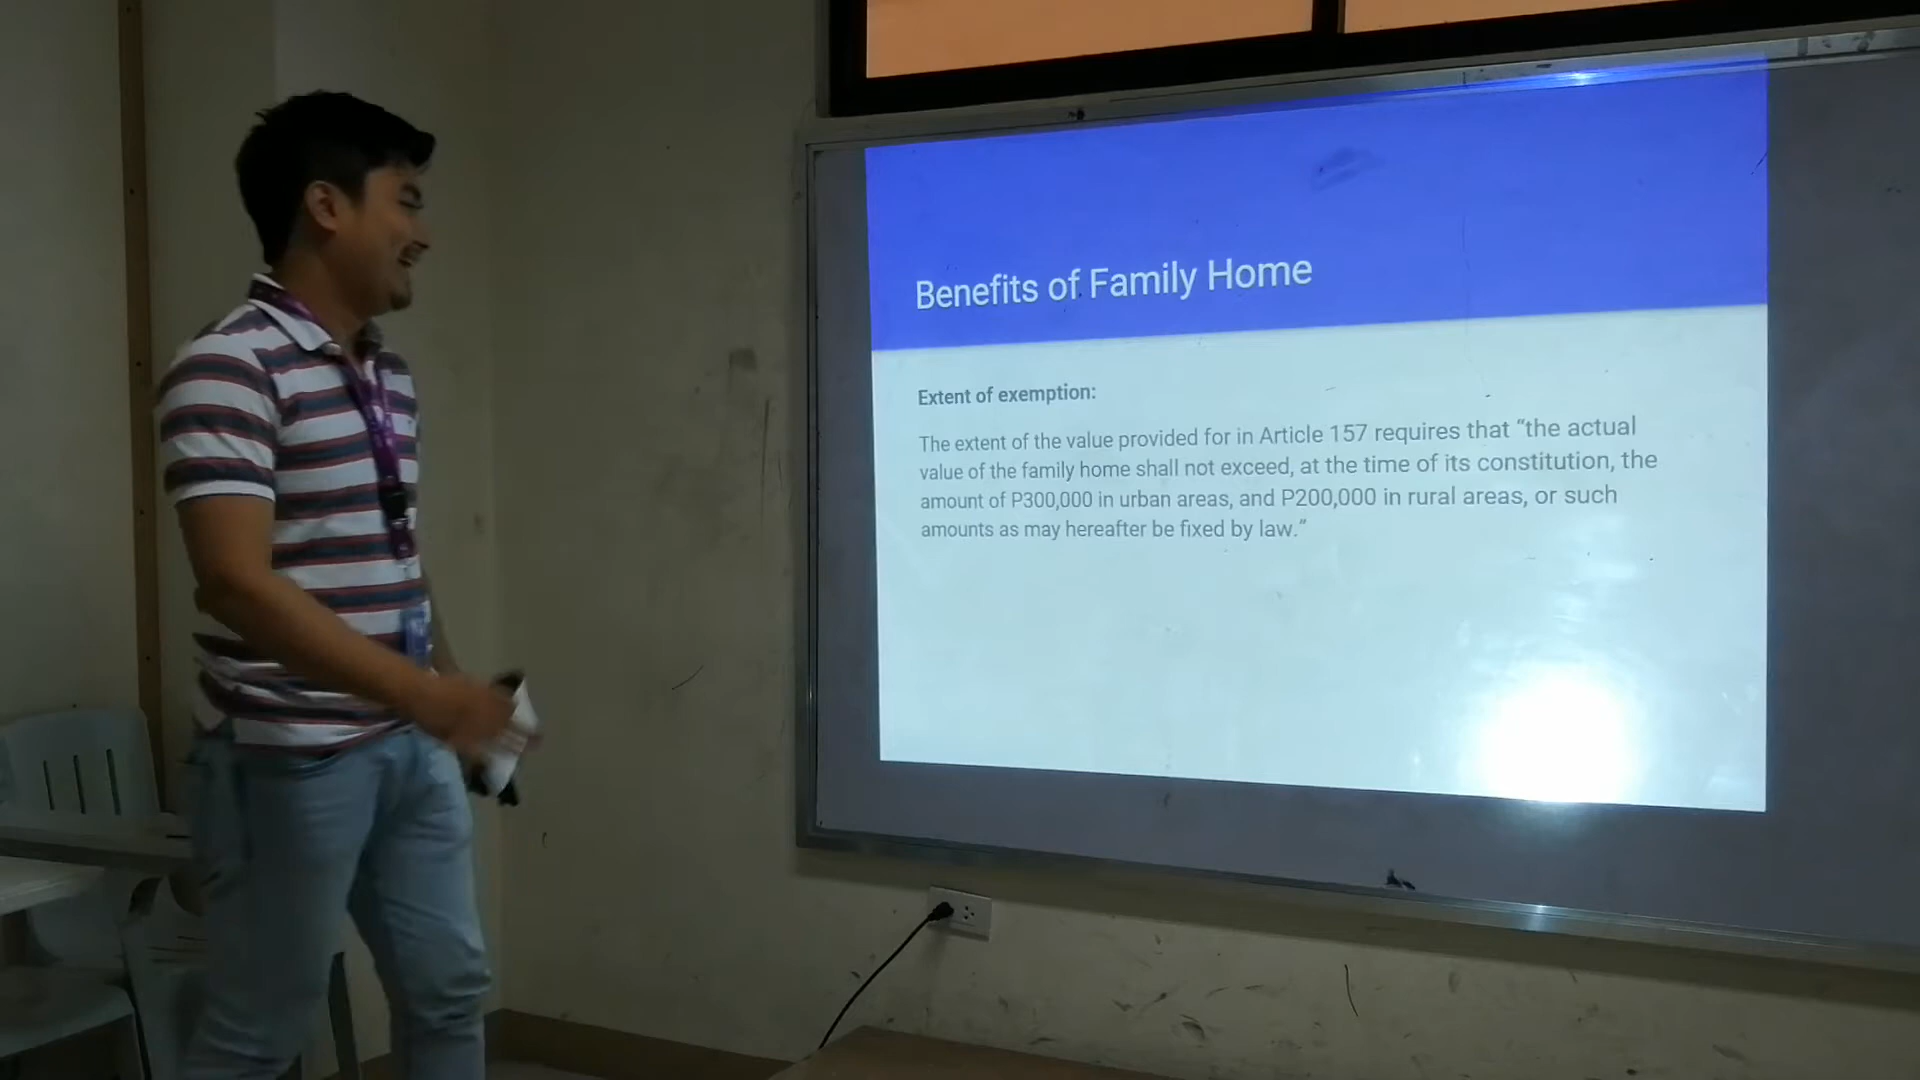 Benefits of Family Home
Extent of exemption:
The extent of the value provided for in Article 157 requires that “the actual
value of the family home shall not exceed, at the time of its constitution, the
amount of P300,000 in urban areas, and P200,000 in rural areas, or such
amounts as may hereafter be fixed by law.”